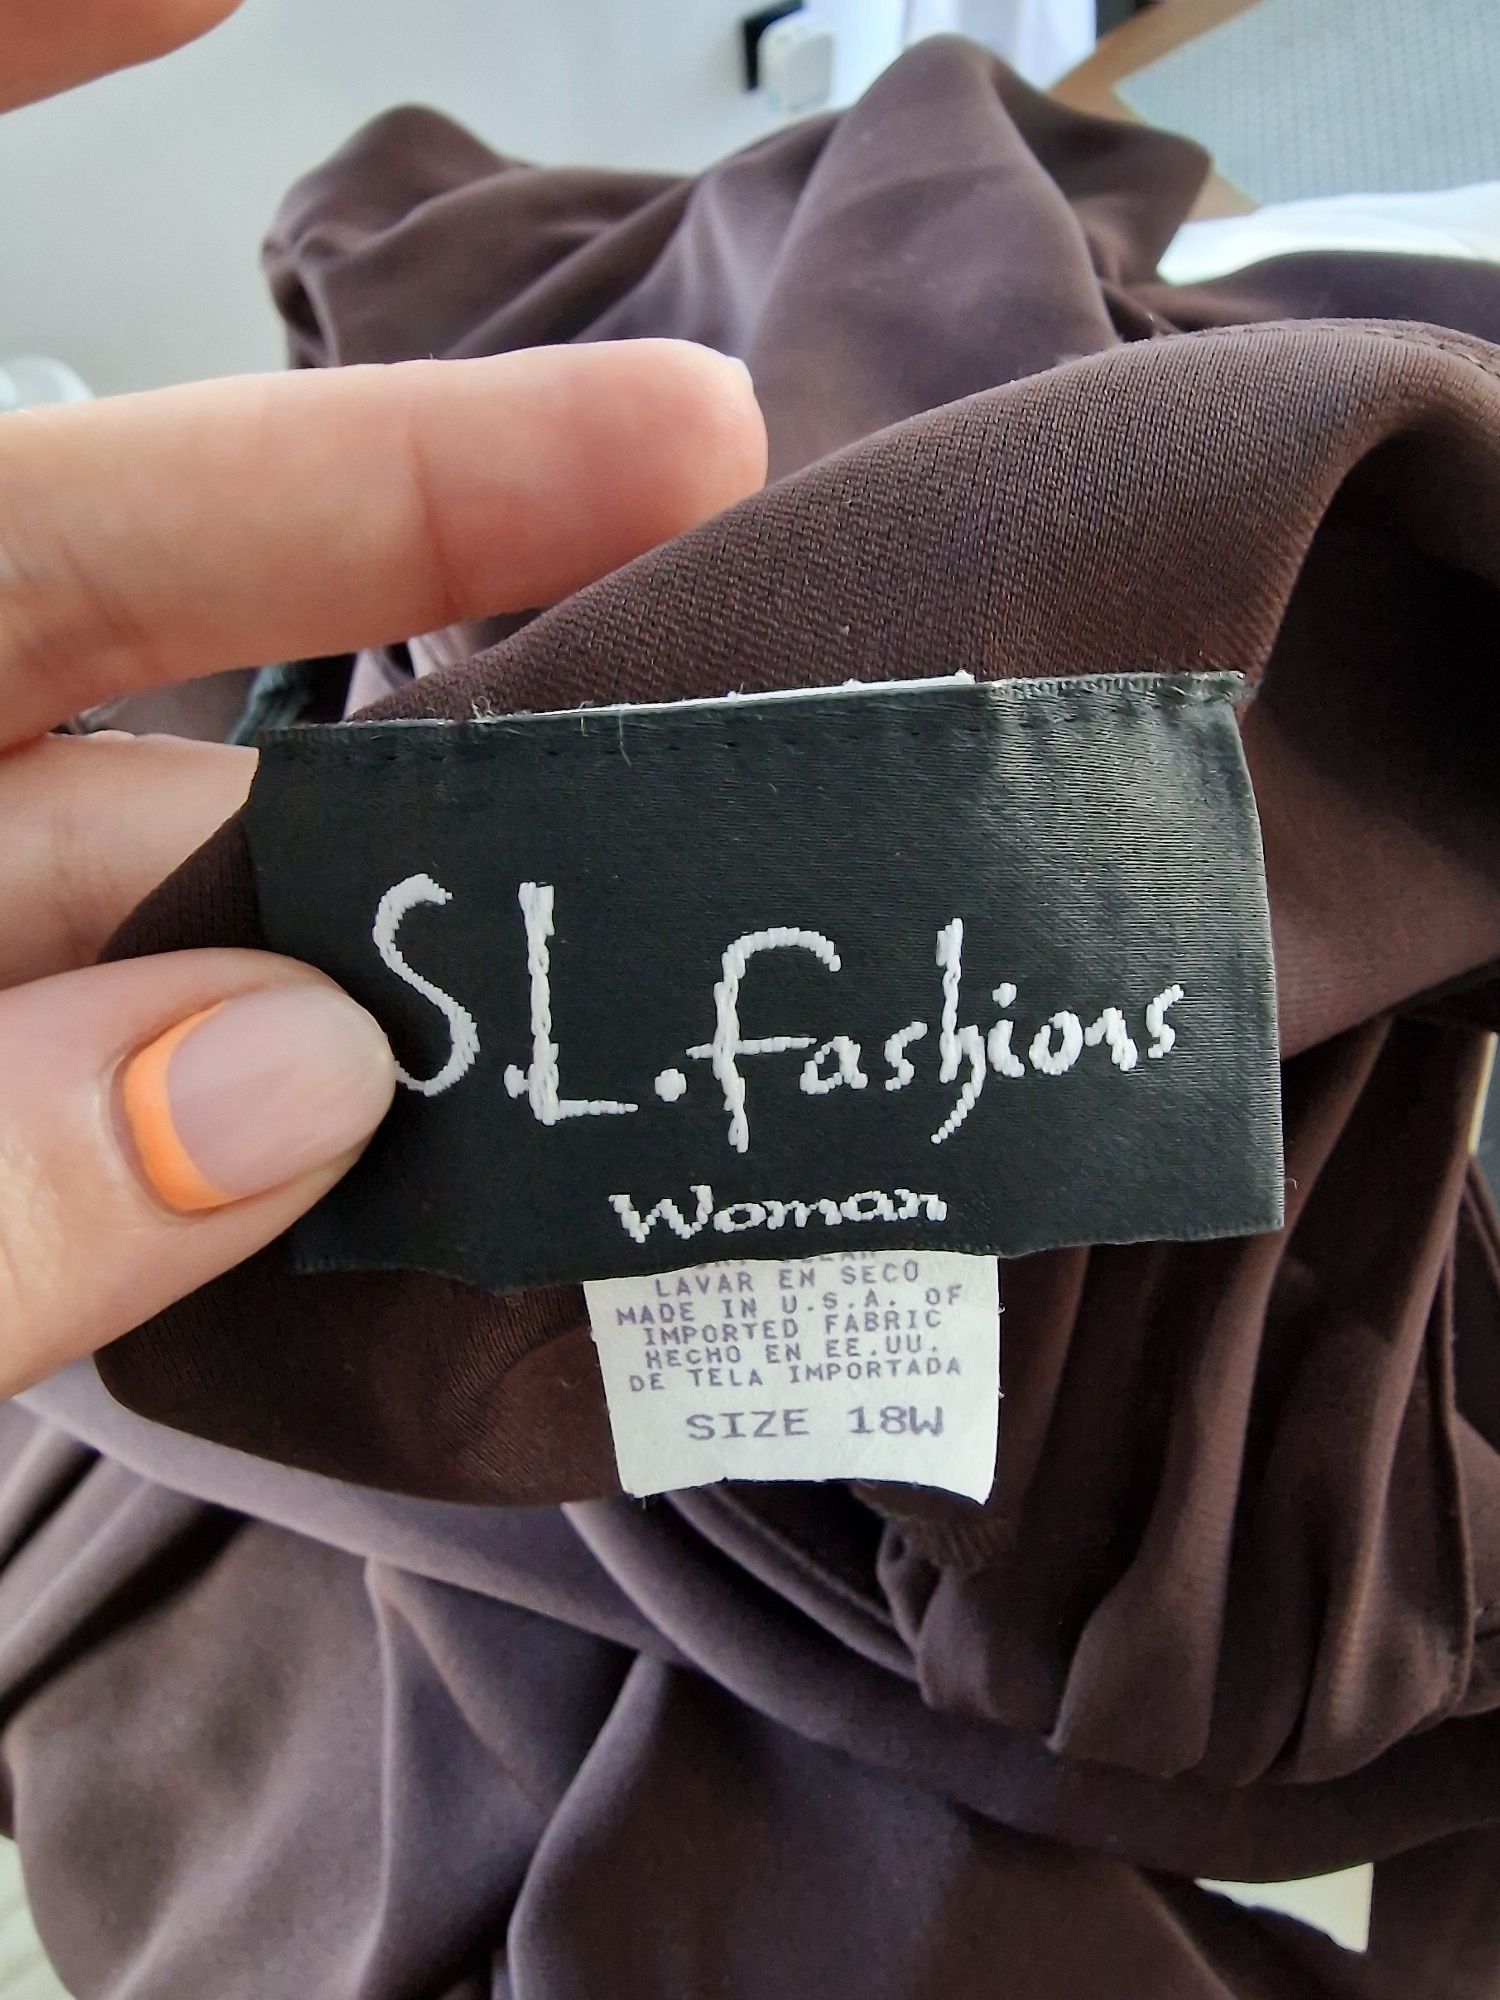 S.L. fashions
Woman
LAVAR EN SECO
MADE IN U.S.A. OF
IMPORTED FABRIC
HECHO EN EE.UU.
DE TELA IMPORTADA
SIZE 18W